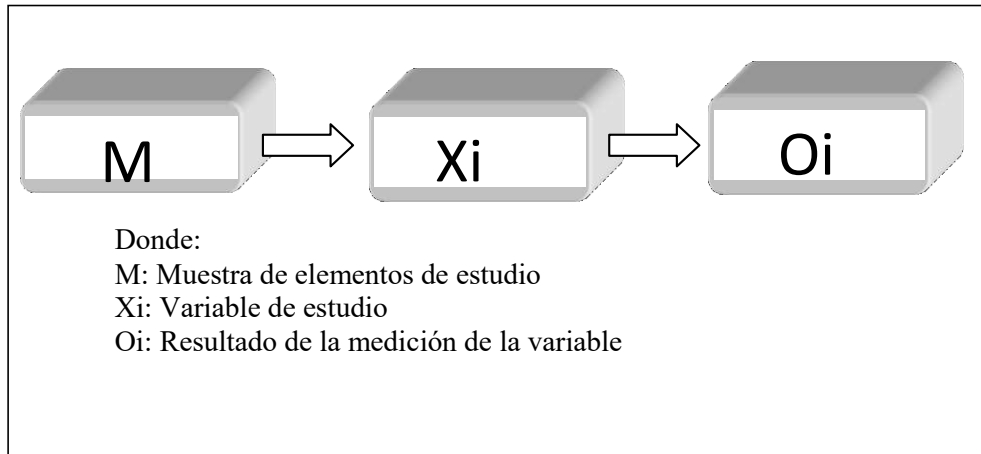 M Xi Oi
Donde:
M: Muestra de elementos de estudio
Xi: Variable de estudio
Oi: Resultado de la medición de la variable